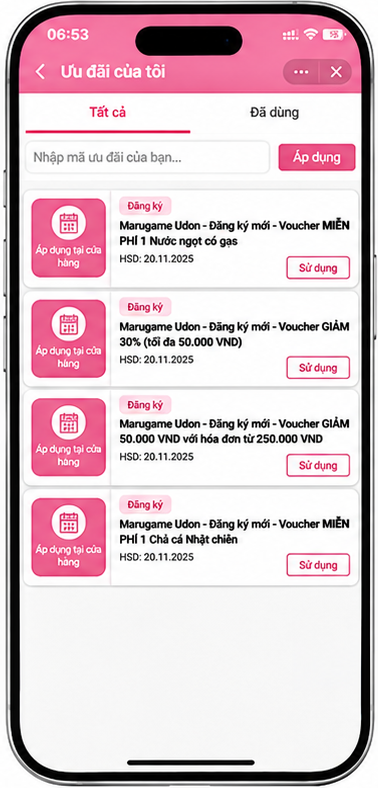 06:53
58
Ưu đãi của tôi
Tất cả
Đã dùng
Nhập mã ưu đãi của bạn...
Áp dụng
Áp dụng tại cửa
hàng
Đăng ký
Marugame Udon - Đăng ký mới - Voucher MIỄN
PHÍ 1 Nước ngọt có gas
HSD: 20.11.2025
Sử dụng
Áp dụng tại cửa
hàng
Đăng ký
Marugame Udon - Đăng ký mới - Voucher GIẢM
30% (tối đa 50.000 VND)
HSD: 20.11.2025
Sử dụng
Áp dụng tại cửa
hàng
Đăng ký
Marugame Udon - Đăng ký mới - Voucher GIẢM
50.000 VND với hóa đơn từ 250.000 VND
HSD: 20.11.2025
Sử dụng
Áp dụng tại cửa
hàng
Đăng ký
Marugame Udon - Đăng ký mới - Voucher MIỄN
PHÍ 1 Chả cá Nhật chiên
HSD: 20.11.2025
Sử dụng